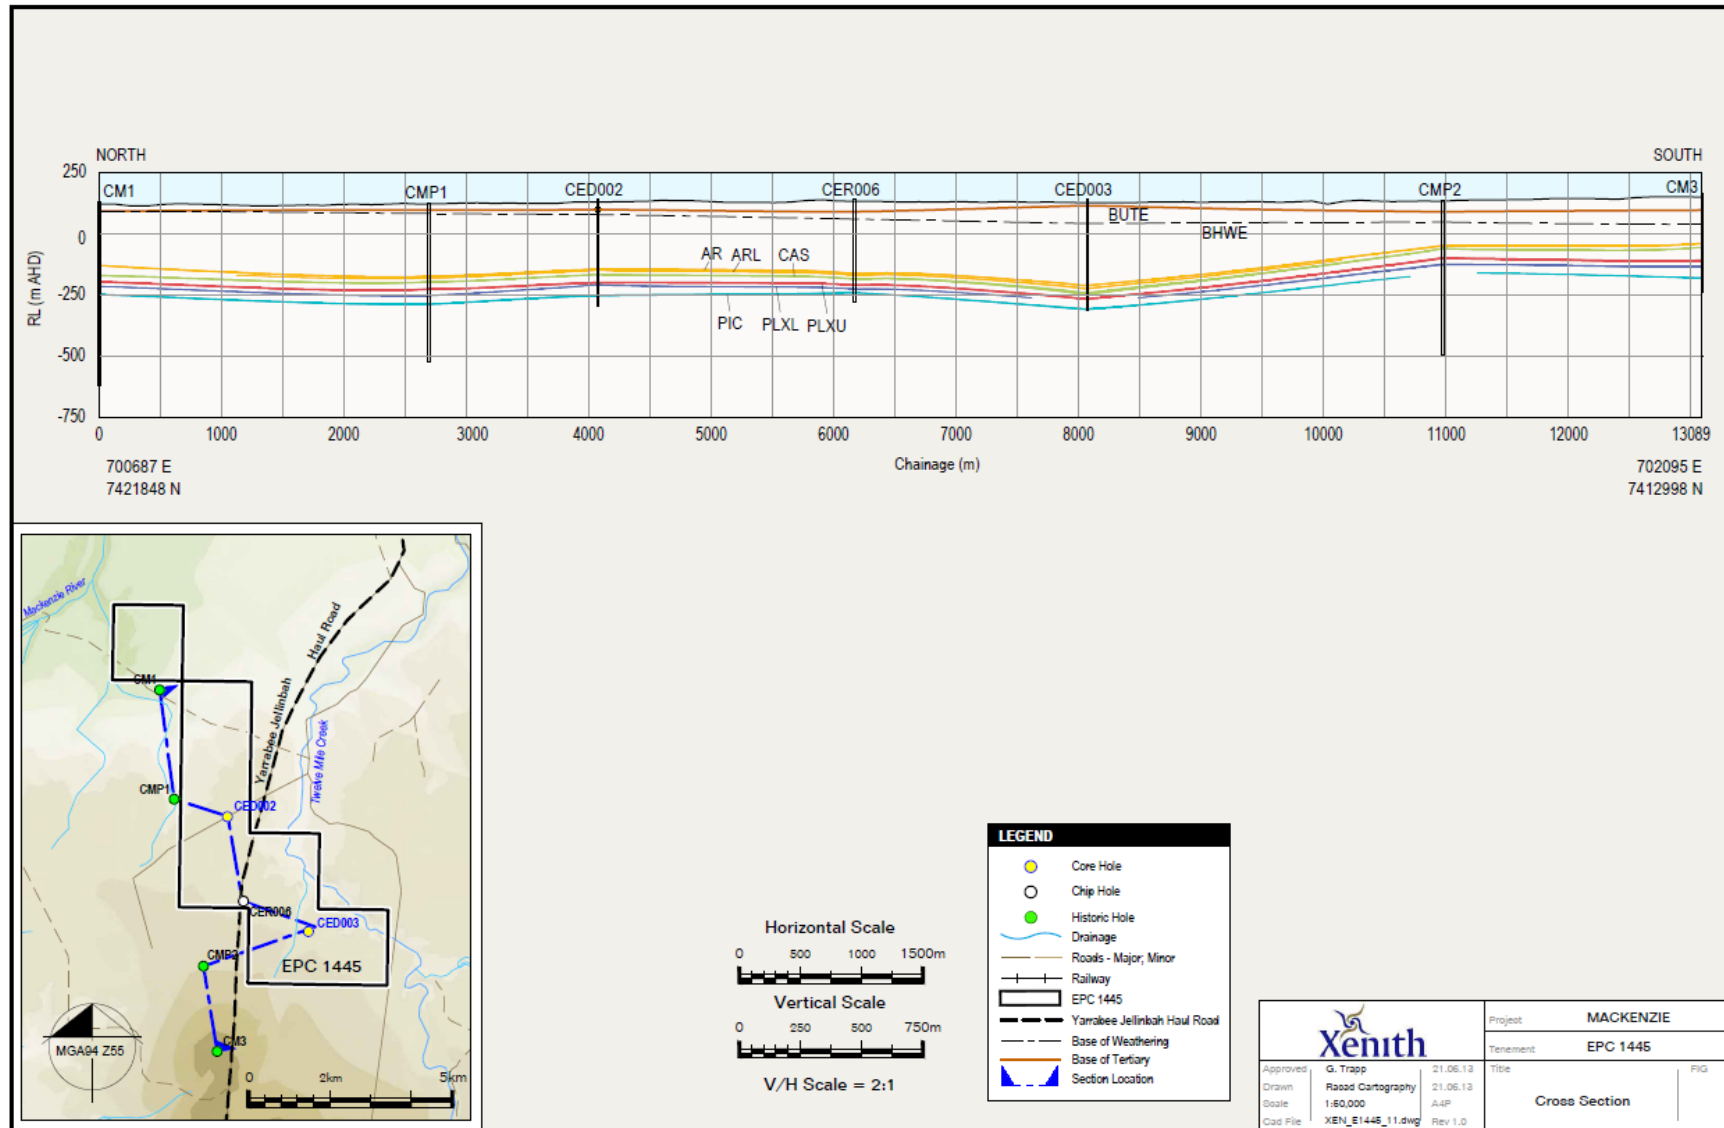 NORTH
SOUTH
CM1
CMP1
CED002
CER006
CED003
CMP2
CM3
250
0
-250
-500
-750
RL (m AHD)
BUTE
BHWE
AR
ARL
CAS
PIC
PLXL
PLXU
0
1000
2000
3000
4000
5000
6000
7000
8000
9000
10000
11000
12000
13089
700687 E
7421848 N
Chainage (m)
702095 E
7412998 N
Mackenzie River
Haul Road
Yarrabee Jellinbah
Twelve Mile Creek
CM1
CMP1
CED002
CER006
CED003
CMP2
EPC 1445
CM3
MGA94 Z55
0
2km
5km
Horizontal Scale
0 500 1000 1500m
Vertical Scale
0 250 500 750m
V/H Scale = 2:1
LEGEND
Core Hole
Chip Hole
Historic Hole
Drainage
Roads - Major; Minor
Railway
EPC 1445
Yarrabee Jellinbah Haul Road
Base of Weathering
Base of Tertiary
Section Location
Xenith
Project MACKENZIE
Tenement EPC 1445
Approved G. Trapp 21.06.13
Drawn Rasad Cartography 21.06.13
Scale 1:50,000 A4P
Cad File XEN_E1445_11.dwg Rev 1.0
Title
FIG
Cross Section